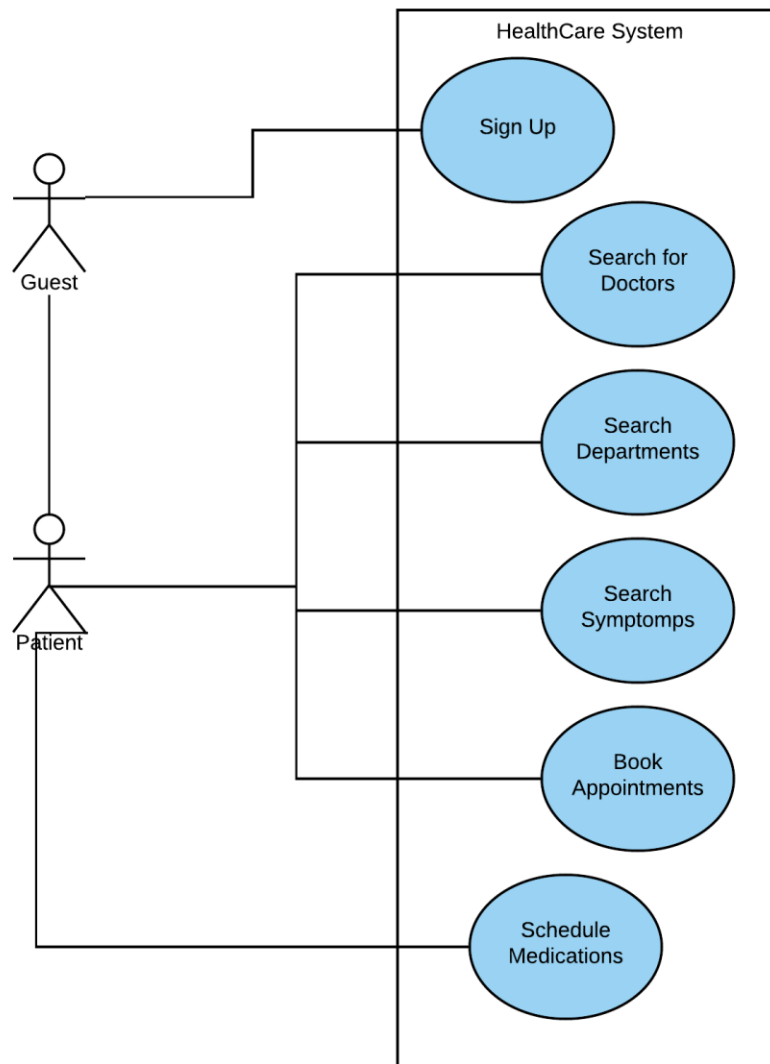 HealthCare System
Sign Up
Guest
Search for
Doctors
Search
Departments
Search
Symptomps
Patient
Book
Appointments
Schedule
Medications